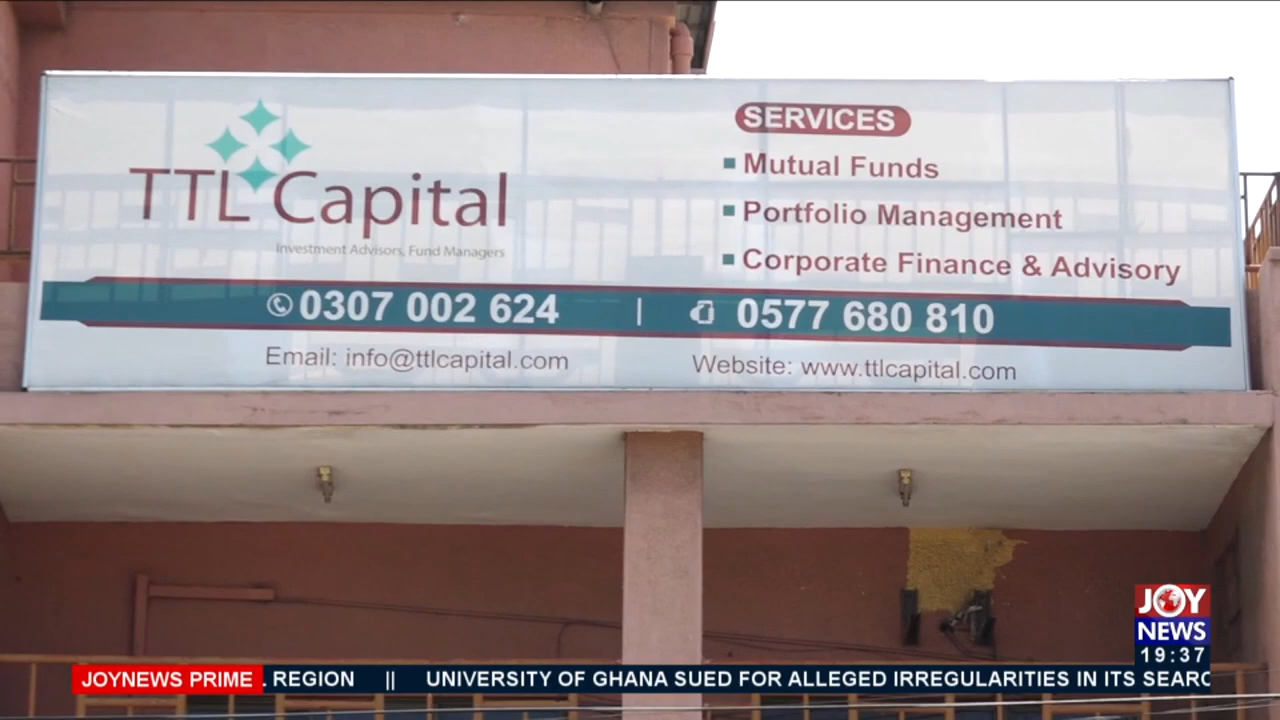 TTL Capital
Investment Advisors, Fund Managers
SERVICES
Mutual Funds
Portfolio Management
Corporate Finance & Advisory
0307 002 624 | 0577 680 810
Email: info@ttlcapital.com
Website: www.ttlcapital.com
JOY
NEWS
19:37
JOYNEWS PRIME . REGION || UNIVERSITY OF GHANA SUED FOR ALLEGED IRREGULARITIES IN ITS SEARC